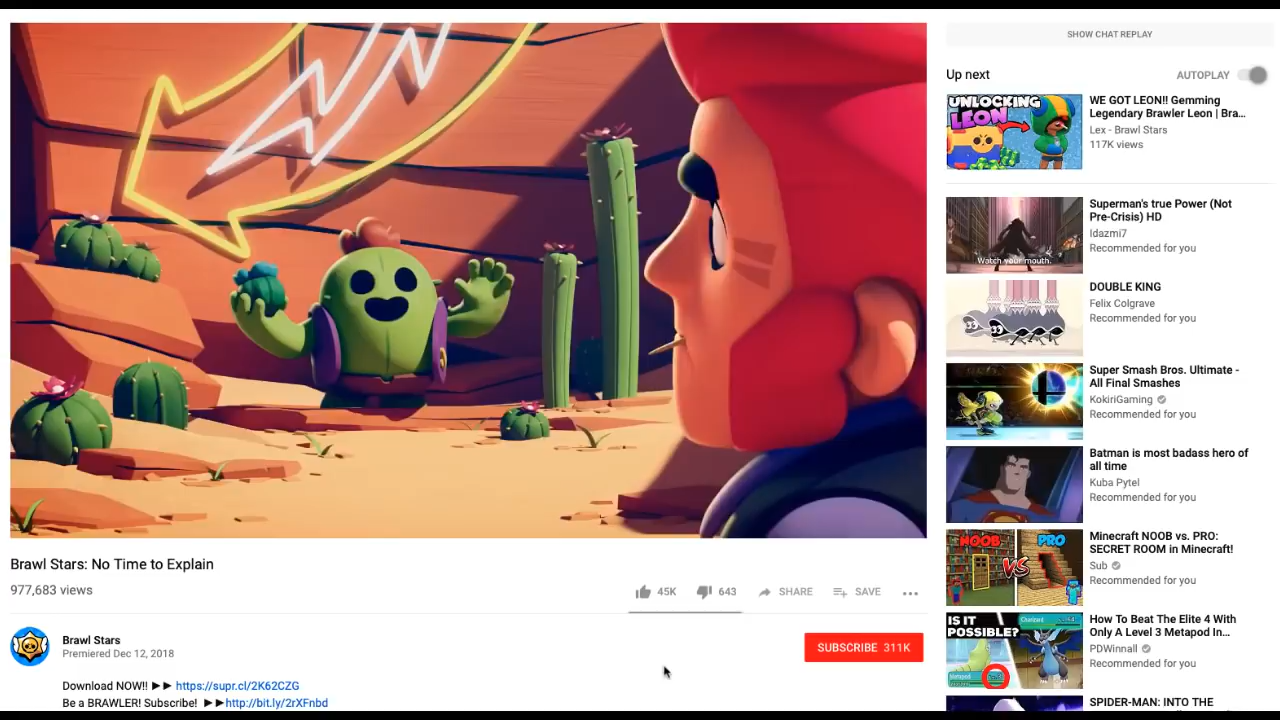 SHOW CHAT REPLAY
Up next
AUTOPLAY
UNLOCKING
LEON
WE GOT LEON!! Gemming
Legendary Brawler Leon | Bra...
Lex - Brawl Stars
117K views
Watch your mouth.
Superman's true Power (Not
Pre-Crisis) HD
Idazmi7
Recommended for you
DOUBLE KING
Felix Colgrave
Recommended for you
Super Smash Bros. Ultimate -
All Final Smashes
KokiriGaming
Recommended for you
Batman is most badass hero of
all time
Kuba Pytel
Recommended for you
NOOB
VS
PRO
Minecraft NOOB vs. PRO:
SECRET ROOM in Minecraft!
Sub
Recommended for you
IS IT
POSSIBLE?
Charizard
Metapod
How To Beat The Elite 4 With
Only A Level 3 Metapod In...
PDWinnall
Recommended for you
SPIDER-MAN: INTO THE
Brawl Stars: No Time to Explain
977,683 views
45K
643
SHARE
SAVE
Brawl Stars
Premiered Dec 12, 2018
SUBSCRIBE 311K
Download NOW!! ►► https://supr.cl/2K62CZG
Be a BRAWLER! Subscribe! ►►http://bit.ly/2rXFnbd